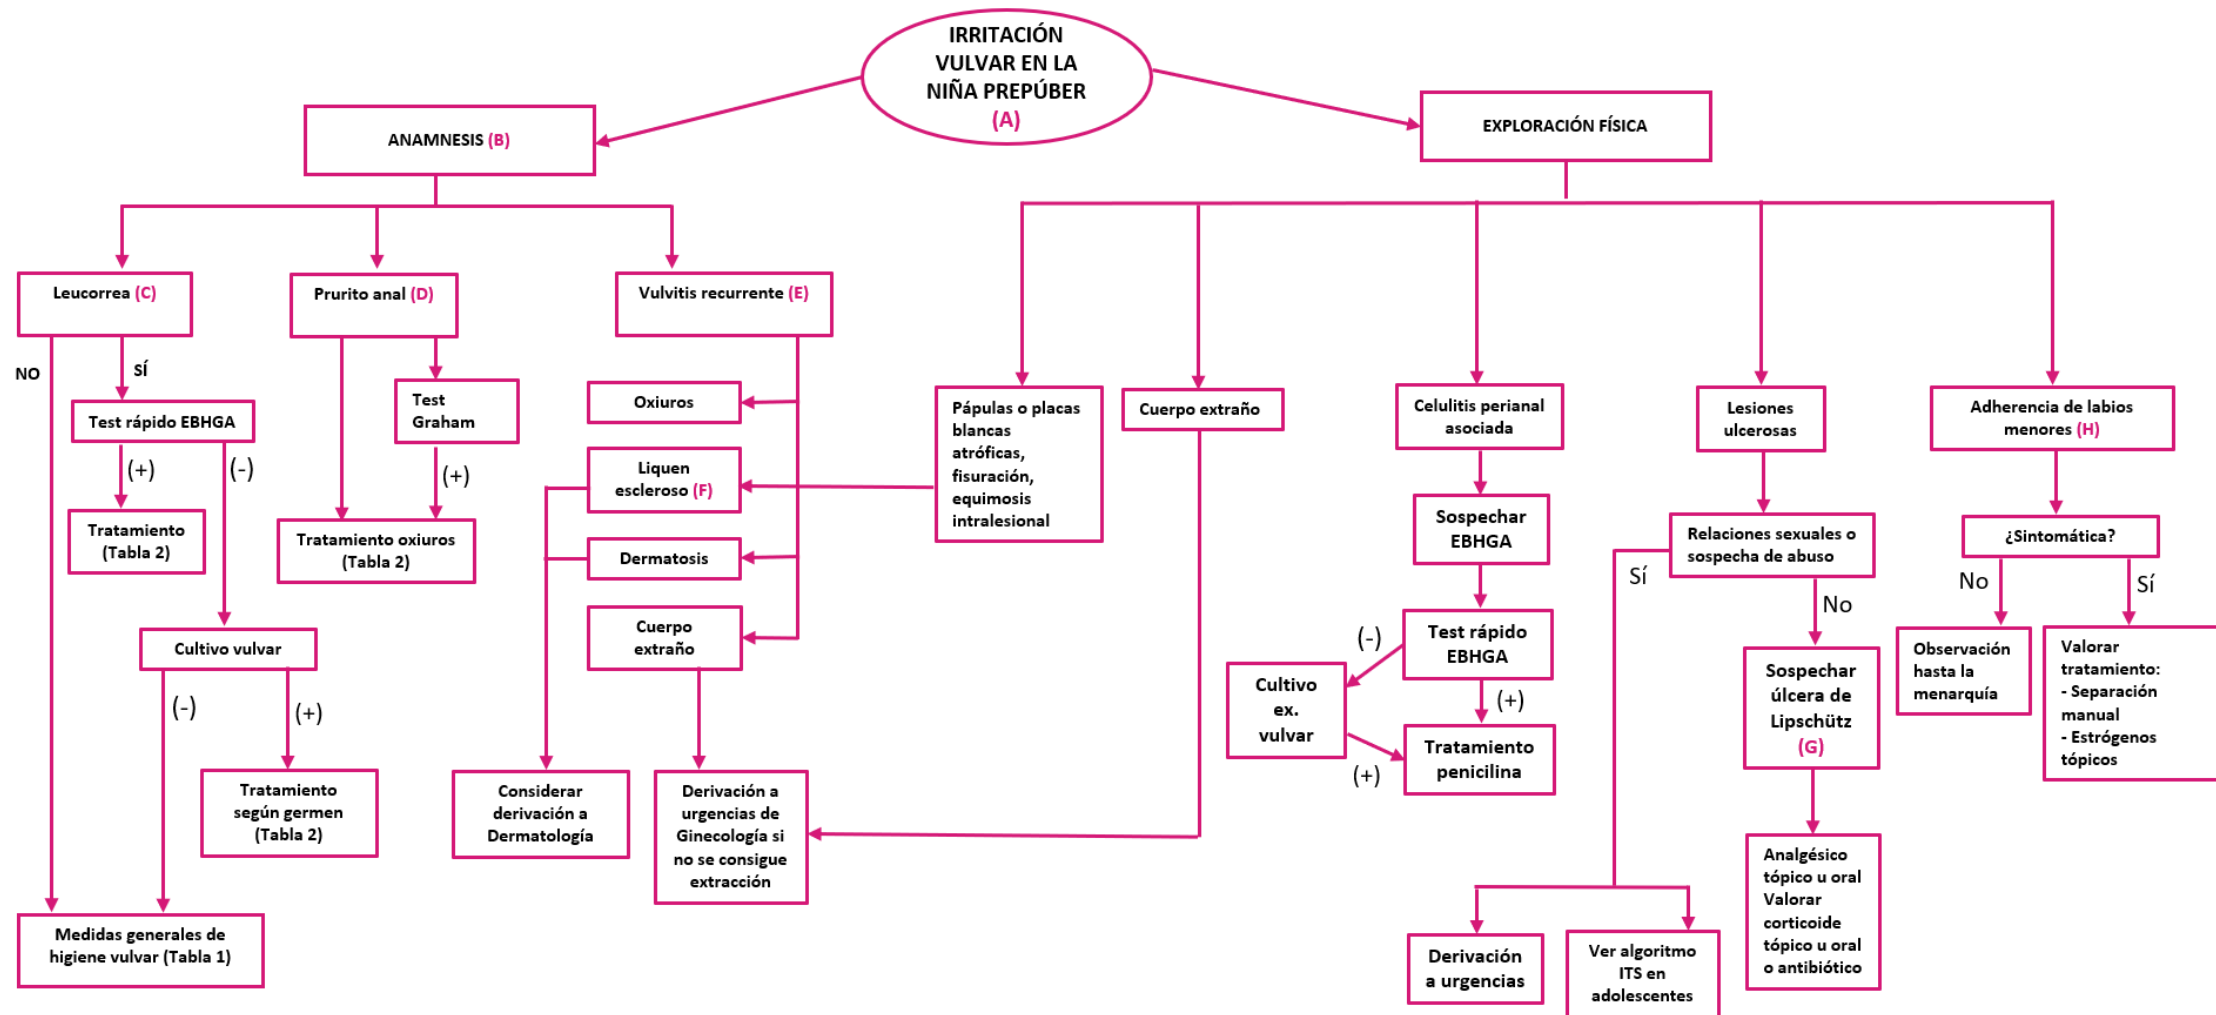 IRRITACIÓN
VULVAR EN LA
NIÑA PREPÚBER
(A)
ANAMNESIS (B)
EXPLORACIÓN FÍSICA
Leucorrea (C)
Prurito anal (D)
Vulvitis recurrente (E)
NO
SÍ
Test rápido EBHGA
(+)
(-)
Tratamiento
(Tabla 2)
Cultivo vulvar
(-)
(+)
Tratamiento
según germen
(Tabla 2)
Medidas generales de
higiene vulvar (Tabla 1)
Test
Graham
(+)
Tratamiento oxiuros
(Tabla 2)
Oxiuros
Liquen
escleroso (F)
Dermatosis
Cuerpo
extraño
Considerar
derivación a
Dermatología
Derivación a
urgencias de
Ginecología si
no se consigue
extracción
Pápulas o placas
blancas
atróficas,
fisuración,
equimosis
intralesional
Cuerpo extraño
Celulitis perianal
asociada
Sospechar
EBHGA
Test rápido
EBHGA
(-)
(+)
Cultivo
ex.
vulvar
(+)
Tratamiento
penicilina
Lesiones
ulcerosas
Relaciones sexuales o
sospecha de abuso
Sí
No
Sospechar
úlcera de
Lipschütz
(G)
Analgésico
tópico u oral
Valorar
corticoide
tópico u oral
o antibiótico
Derivación
a urgencias
Ver algoritmo
ITS en
adolescentes
Adherencia de labios
menores (H)
¿Sintomática?
No
Sí
Observación
hasta la
menarquía
Valorar
tratamiento:
- Separación
manual
- Estrógenos
tópicos